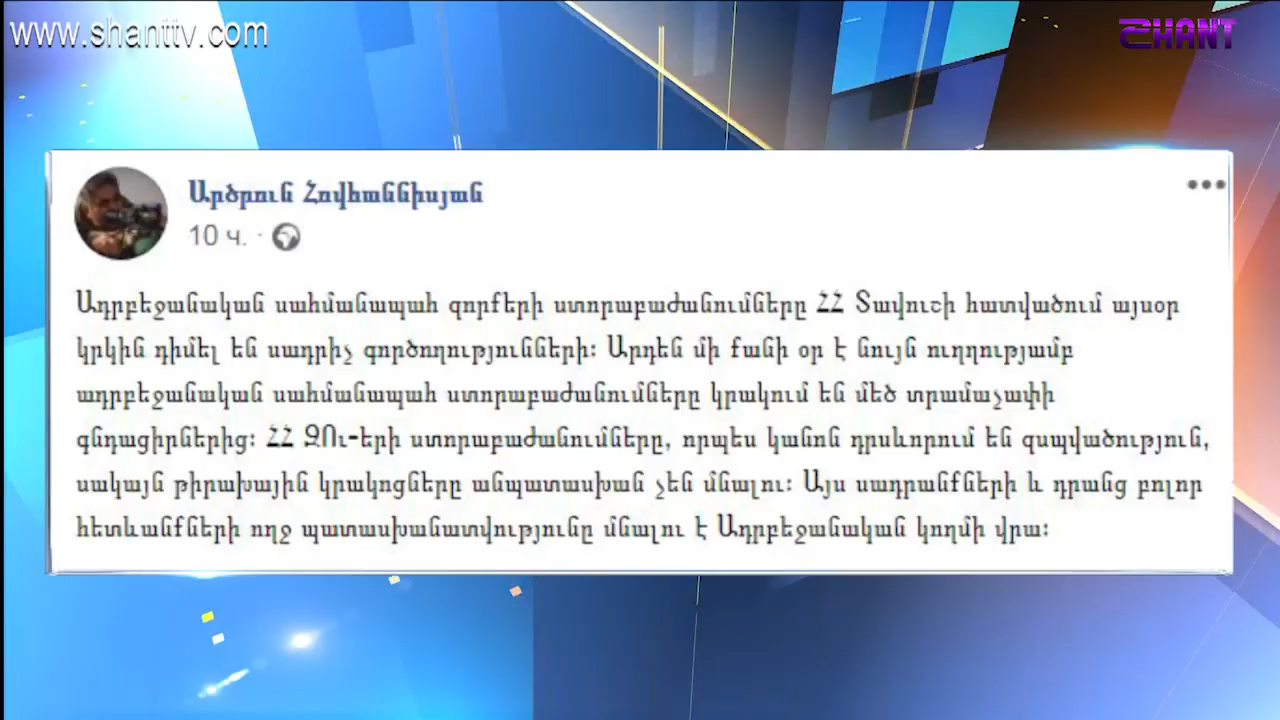 www.shanttv.com
SHANT
Արծրուն Հովհաննիսյան
10 ч. ·
Ադրբեջանական սահմանապահ զորքերի ստորաբաժանումները ՀՀ Տավուշի հատվածում այսօր
կրկին դիմել են սադրիչ գործողությունների։ Արդեն մի քանի օր է նույն ուղղությամբ
ադրբեջանական սահմանապահ ստորաբաժանումները կրակում են մեծ տրամաչափի
գնդացիրներից։ ՀՀ ԶՈւ-երի ստորաբաժանումները, որպես կանոն դրսևորում են զսպվածություն,
սակայն թիրախային կրակոցները անպատասխան չեն մնալու։ Այս սադրանքների և դրանց բոլոր
հետևանքների ողջ պատասխանատվությունը մնալու է Ադրբեջանական կողմի վրա։